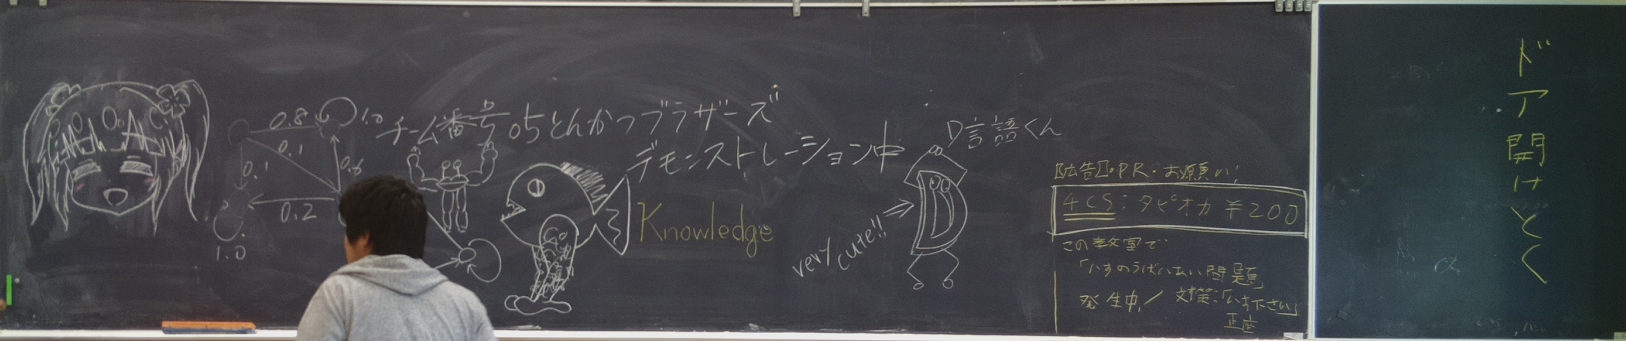 0.8
1.0
0.1
0.1
0.6
0.2
1.0
チーム番号05とんかつブラザーズ
デモンストレーション中
Knowledge
D言語くん
very cute!!
【広告】PR・お願い!
4CS:タピオカ ¥200
この教室で
「いすのうばいあい問題」
発生中! 対策:「いす下さい」
正座
ドア開けとく